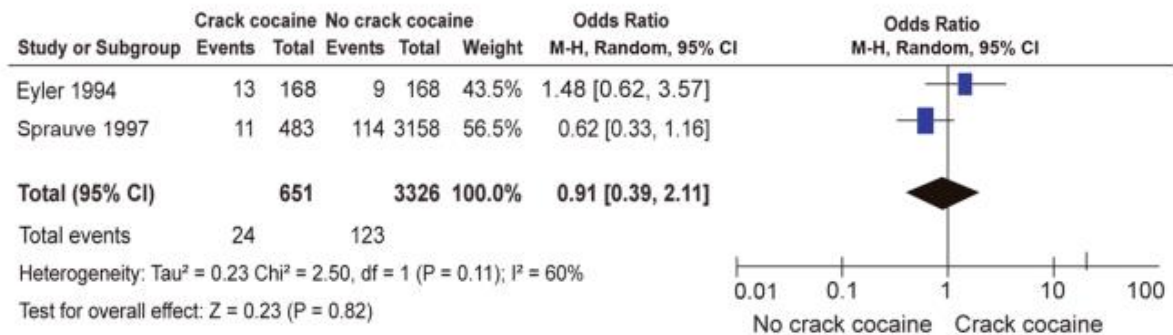 Crack cocaine No crack cocaine Odds Ratio Odds Ratio
Study or Subgroup Events Total Events Total Weight M-H, Random, 95% CI M-H, Random, 95% CI
Eyler 1994 13 168 9 168 43.5% 1.48 [0.62, 3.57]
Sprauve 1997 11 483 114 3158 56.5% 0.62 [0.33, 1.16]
Total (95% CI) 651 3326 100.0% 0.91 [0.39, 2.11]
Total events 24 123
Heterogeneity: Tau² = 0.23 Chi² = 2.50, df = 1 (P = 0.11); I² = 60%
Test for overall effect: Z = 0.23 (P = 0.82)
0.01 0.1 1 10 100
No crack cocaine Crack cocaine